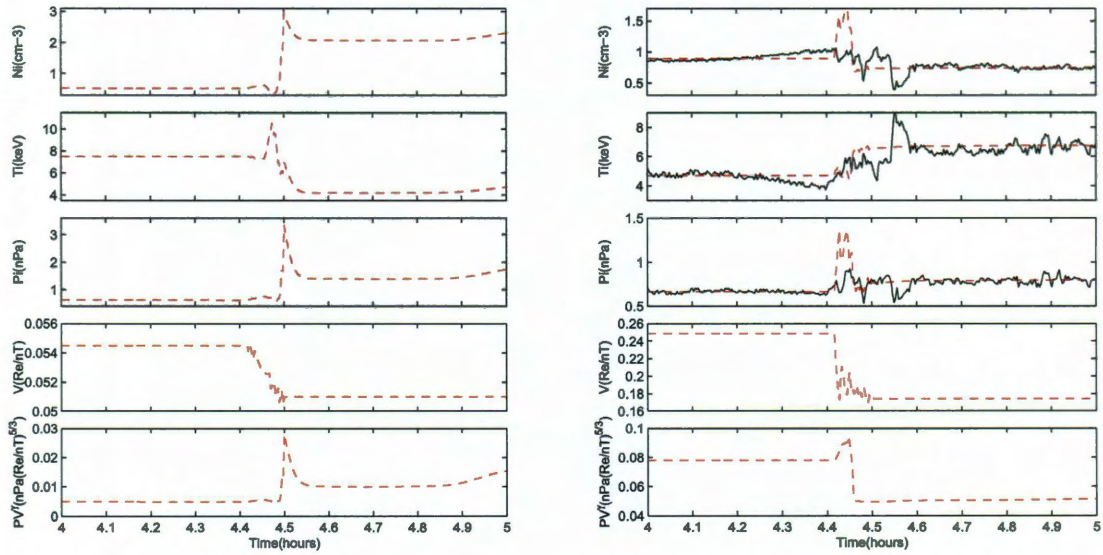 3
2
1
Ni(cm−3)
10
8
6
4
Ti(keV)
3
2
1
Pi(nPa)
0.056
0.054
0.051
0.05
V(Re/nT)
0.03
0.02
0.01
0
PVγ(nPa(Re/nT)5/3)
4 4.1 4.2 4.3 4.4 4.5 4.6 4.7 4.8 4.9 5
Time(hours)
1.5
1
0.5
Ni(cm−3)
8
6
4
Ti(keV)
1.5
1
0.5
Pi(nPa)
0.26
0.24
0.21
0.18
0.16
V(Re/nT)
0.1
0.08
0.06
0.04
PVγ(nPa(Re/nT)5/3)
4 4.1 4.2 4.3 4.4 4.5 4.6 4.7 4.8 4.9 5
Time(hours)